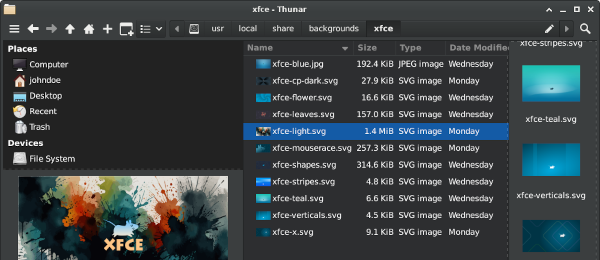 xfce - Thunar
usr local share backgrounds xfce
Places
Computer
johndoe
Desktop
Recent
Trash
Devices
File System
XFCE
Name Size Type Date Modifie
xfce-blue.jpg 192.4 KiB JPEG image Wednesday
xfce-cp-dark.svg 27.9 KiB SVG image Monday
xfce-flower.svg 16.6 KiB SVG image Wednesday
xfce-leaves.svg 157.0 KiB SVG image Wednesday
xfce-light.svg 1.4 MiB SVG image Monday
xfce-mouserace.svg 257.3 KiB SVG image Monday
xfce-shapes.svg 314.6 KiB SVG image Wednesday
xfce-stripes.svg 4.8 KiB SVG image Wednesday
xfce-teal.svg 6.6 KiB SVG image Wednesday
xfce-verticals.svg 4.5 KiB SVG image Wednesday
xfce-x.svg 9.1 KiB SVG image Monday
xfce-stripes.svg
xfce-teal.svg
xfce-verticals.svg